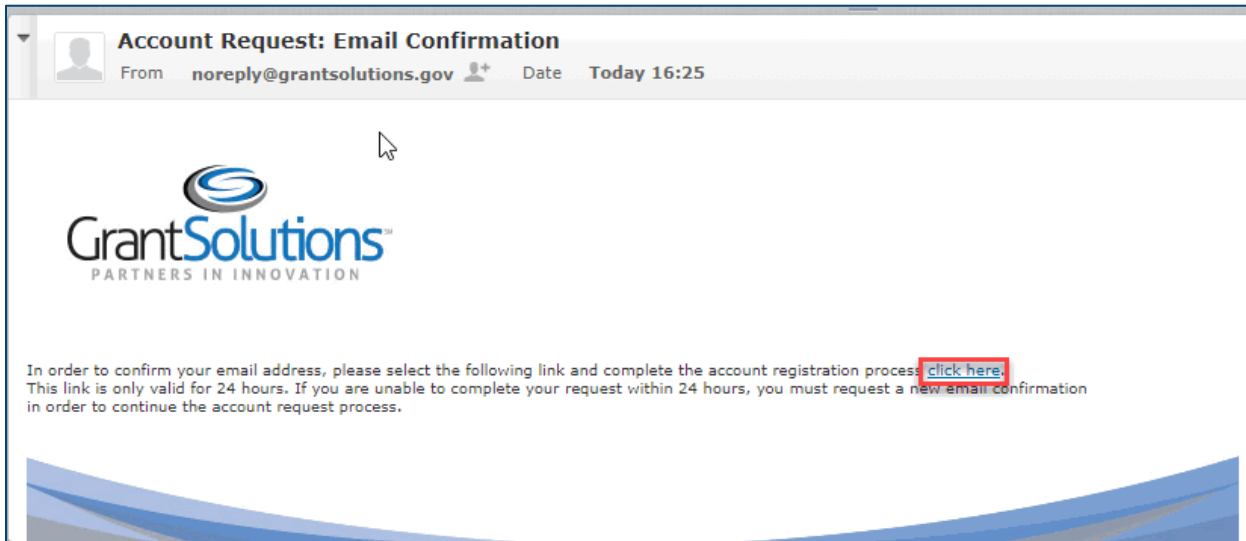 Account Request: Email Confirmation
From noreply@grantsolutions.gov Date Today 16:25
GrantSolutions™
PARTNERS IN INNOVATION
In order to confirm your email address, please select the following link and complete the account registration process click here.
This link is only valid for 24 hours. If you are unable to complete your request within 24 hours, you must request a new email confirmation
in order to continue the account request process.